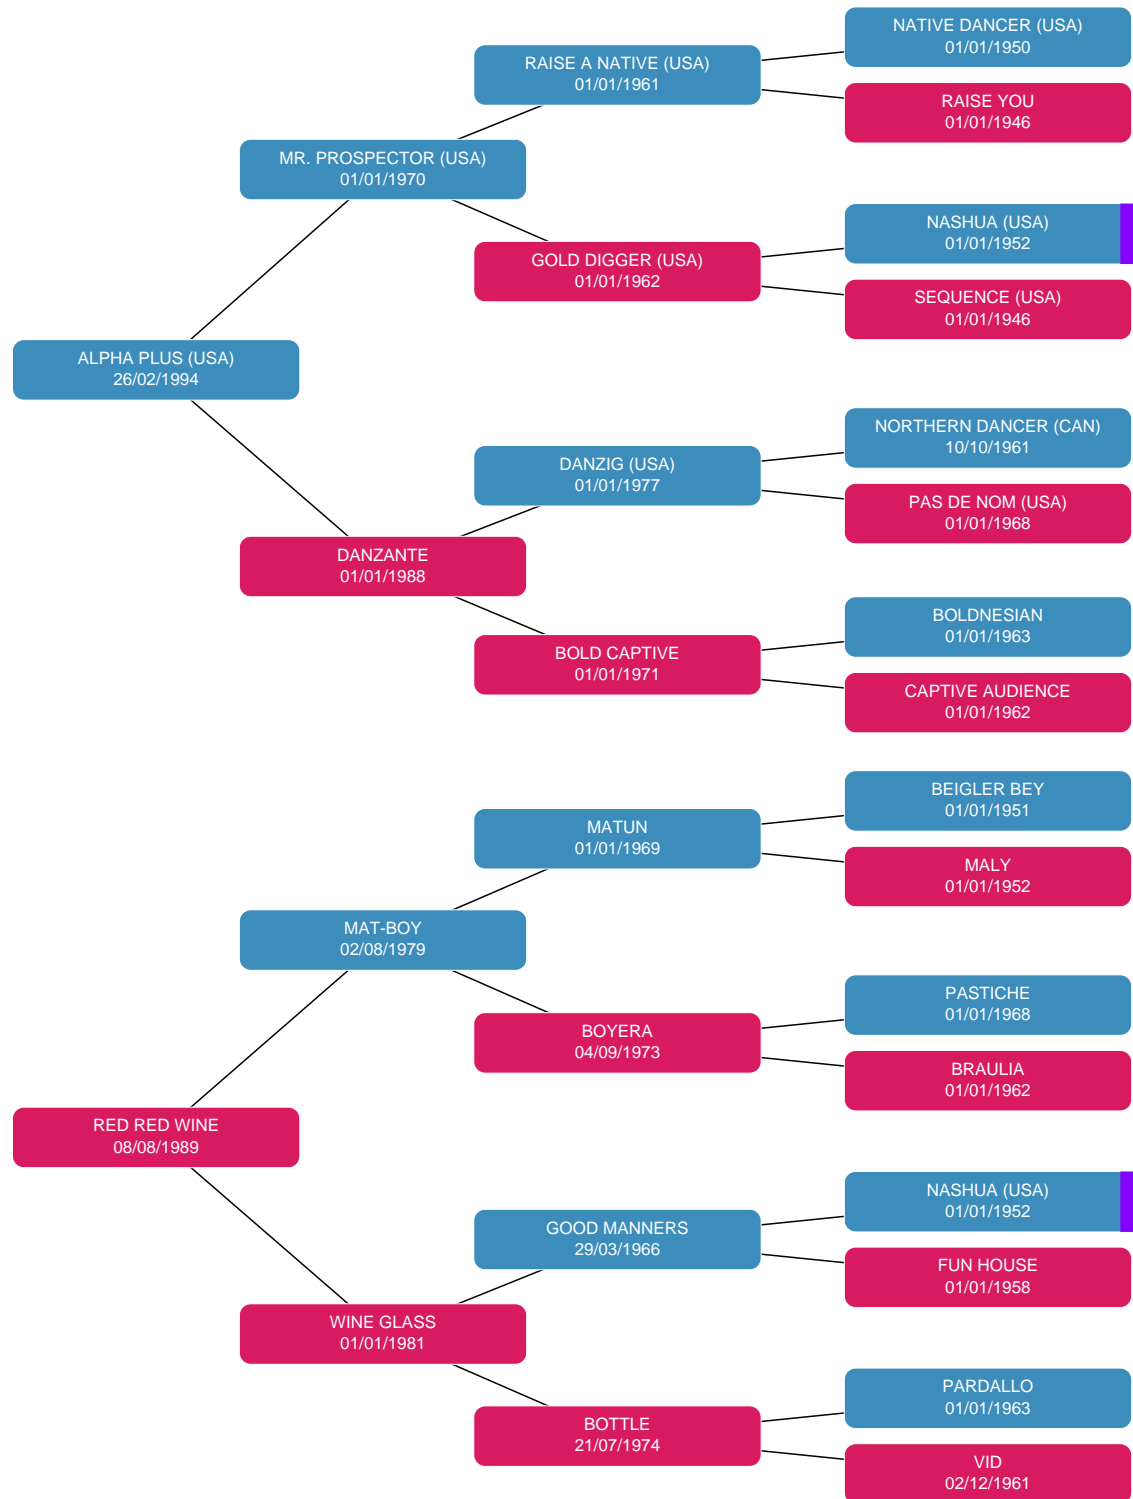 NATIVE DANCER (USA)
01/01/1950
RAISE A NATIVE (USA)
01/01/1961
RAISE YOU
01/01/1946
MR. PROSPECTOR (USA)
01/01/1970
NASHUA (USA)
01/01/1952
GOLD DIGGER (USA)
01/01/1962
SEQUENCE (USA)
01/01/1946
ALPHA PLUS (USA)
26/02/1994
NORTHERN DANCER (CAN)
10/10/1961
DANZIG (USA)
01/01/1977
PAS DE NOM (USA)
01/01/1968
DANZANTE
01/01/1988
BOLDNESIAN
01/01/1963
BOLD CAPTIVE
01/01/1971
CAPTIVE AUDIENCE
01/01/1962
BEIGLER BEY
01/01/1951
MATUN
01/01/1969
MALY
01/01/1952
MAT-BOY
02/08/1979
PASTICHE
01/01/1968
BOYERA
04/09/1973
BRAULIA
01/01/1962
RED RED WINE
08/08/1989
NASHUA (USA)
01/01/1952
GOOD MANNERS
29/03/1966
FUN HOUSE
01/01/1958
WINE GLASS
01/01/1981
PARDALLO
01/01/1963
BOTTLE
21/07/1974
VID
02/12/1961